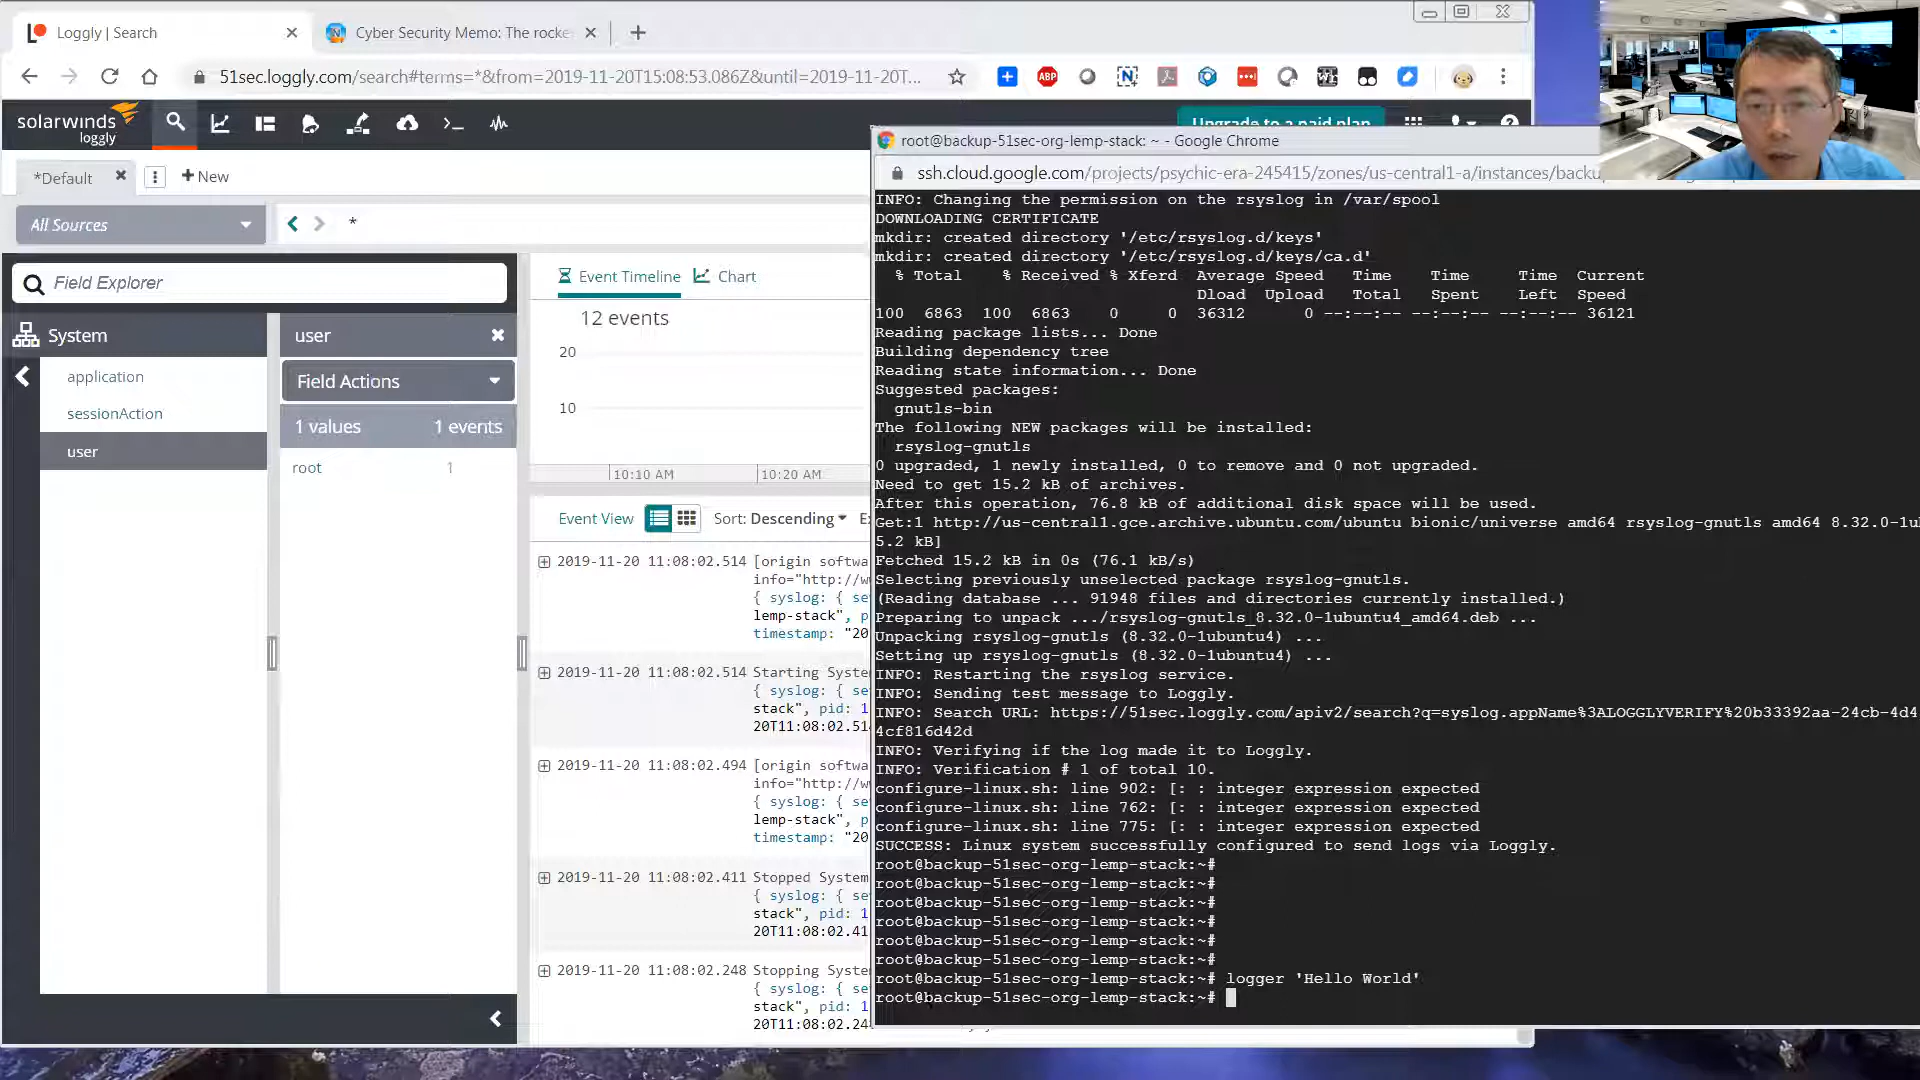 Loggly | Search
Cyber Security Memo: The rocke
51sec.loggly.com/search#terms=*&from=2019-11-20T15:08:53.086Z&until=2019-11-20T...
ABP
solarwinds
loggly
Upgrade to a paid plan
*Default
New
All Sources
*
Field Explorer
System
application
sessionAction
user
user
Field Actions
1 values 1 events
root 1
Event Timeline
Chart
12 events
20
10
10:10 AM
10:20 AM
Event View
Sort: Descending
2019-11-20 11:08:02.514 [origin softwa
info="http://w
{ syslog: { se
lemp-stack", p
timestamp: "20
2019-11-20 11:08:02.514 Starting Syste
{ syslog: { se
stack", pid: 1
20T11:08:02.51
2019-11-20 11:08:02.494 [origin softwa
info="http://w
{ syslog: { se
lemp-stack", p
timestamp: "20
2019-11-20 11:08:02.411 Stopped System
{ syslog: { se
stack", pid: 1
20T11:08:02.41
2019-11-20 11:08:02.248 Stopping Syste
{ syslog: { se
stack", pid: 1
20T11:08:02.24
root@backup-51sec-org-lemp-stack: ~ - Google Chrome
ssh.cloud.google.com/projects/psychic-era-245415/zones/us-central1-a/instances/backu
INFO: Changing the permission on the rsyslog in /var/spool
DOWNLOADING CERTIFICATE
mkdir: created directory '/etc/rsyslog.d/keys'
mkdir: created directory '/etc/rsyslog.d/keys/ca.d'
% Total % Received % Xferd Average Speed Time Time Time Current
Dload Upload Total Spent Left Speed
100 6863 100 6863 0 0 36312 0 --:--:-- --:--:-- --:--:-- 36121
Reading package lists... Done
Building dependency tree
Reading state information... Done
Suggested packages:
gnutls-bin
The following NEW packages will be installed:
rsyslog-gnutls
0 upgraded, 1 newly installed, 0 to remove and 0 not upgraded.
Need to get 15.2 kB of archives.
After this operation, 76.8 kB of additional disk space will be used.
Get:1 http://us-central1.gce.archive.ubuntu.com/ubuntu bionic/universe amd64 rsyslog-gnutls amd64 8.32.0-1ub
5.2 kB]
Fetched 15.2 kB in 0s (76.1 kB/s)
Selecting previously unselected package rsyslog-gnutls.
(Reading database ... 91948 files and directories currently installed.)
Preparing to unpack .../rsyslog-gnutls_8.32.0-1ubuntu4_amd64.deb ...
Unpacking rsyslog-gnutls (8.32.0-1ubuntu4) ...
Setting up rsyslog-gnutls (8.32.0-1ubuntu4) ...
INFO: Restarting the rsyslog service.
INFO: Sending test message to Loggly.
INFO: Search URL: https://51sec.loggly.com/apiv2/search?q=syslog.appName%3ALOGGLYVERIFY%20b33392aa-24cb-4d4
4cf816d42d
INFO: Verifying if the log made it to Loggly.
INFO: Verification # 1 of total 10.
configure-linux.sh: line 902: [: : integer expression expected
configure-linux.sh: line 762: [: : integer expression expected
configure-linux.sh: line 775: [: : integer expression expected
SUCCESS: Linux system successfully configured to send logs via Loggly.
root@backup-51sec-org-lemp-stack:~#
root@backup-51sec-org-lemp-stack:~#
root@backup-51sec-org-lemp-stack:~#
root@backup-51sec-org-lemp-stack:~#
root@backup-51sec-org-lemp-stack:~#
root@backup-51sec-org-lemp-stack:~#
root@backup-51sec-org-lemp-stack:~# logger 'Hello World'
root@backup-51sec-org-lemp-stack:~#